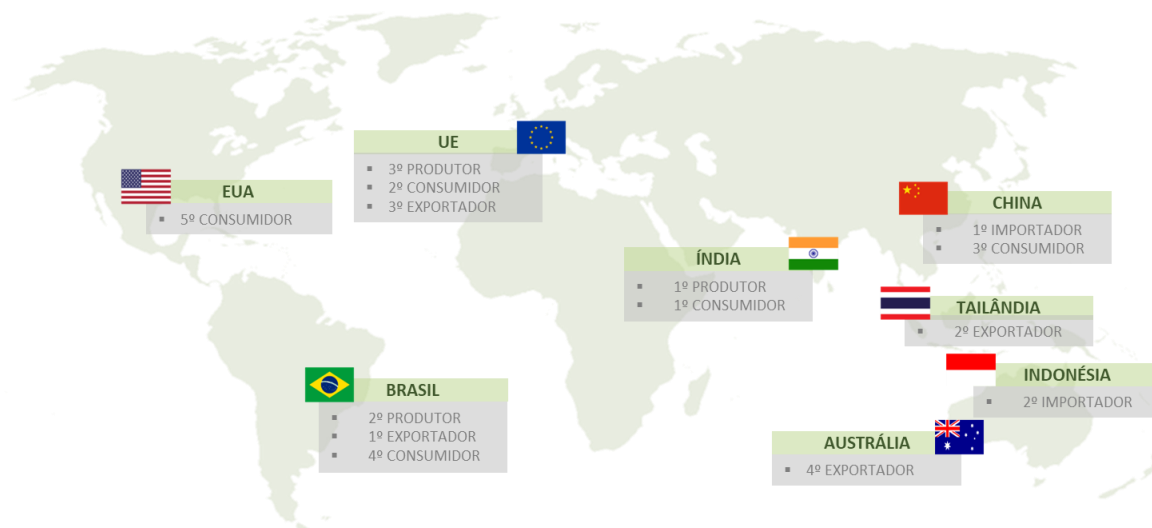 UE
3º PRODUTOR
2º CONSUMIDOR
3º EXPORTADOR
EUA
5º CONSUMIDOR
CHINA
1º IMPORTADOR
3º CONSUMIDOR
ÍNDIA
1º PRODUTOR
1º CONSUMIDOR
TAILÂNDIA
2º EXPORTADOR
INDONÉSIA
2º IMPORTADOR
BRASIL
2º PRODUTOR
1º EXPORTADOR
4º CONSUMIDOR
AUSTRÁLIA
4º EXPORTADOR